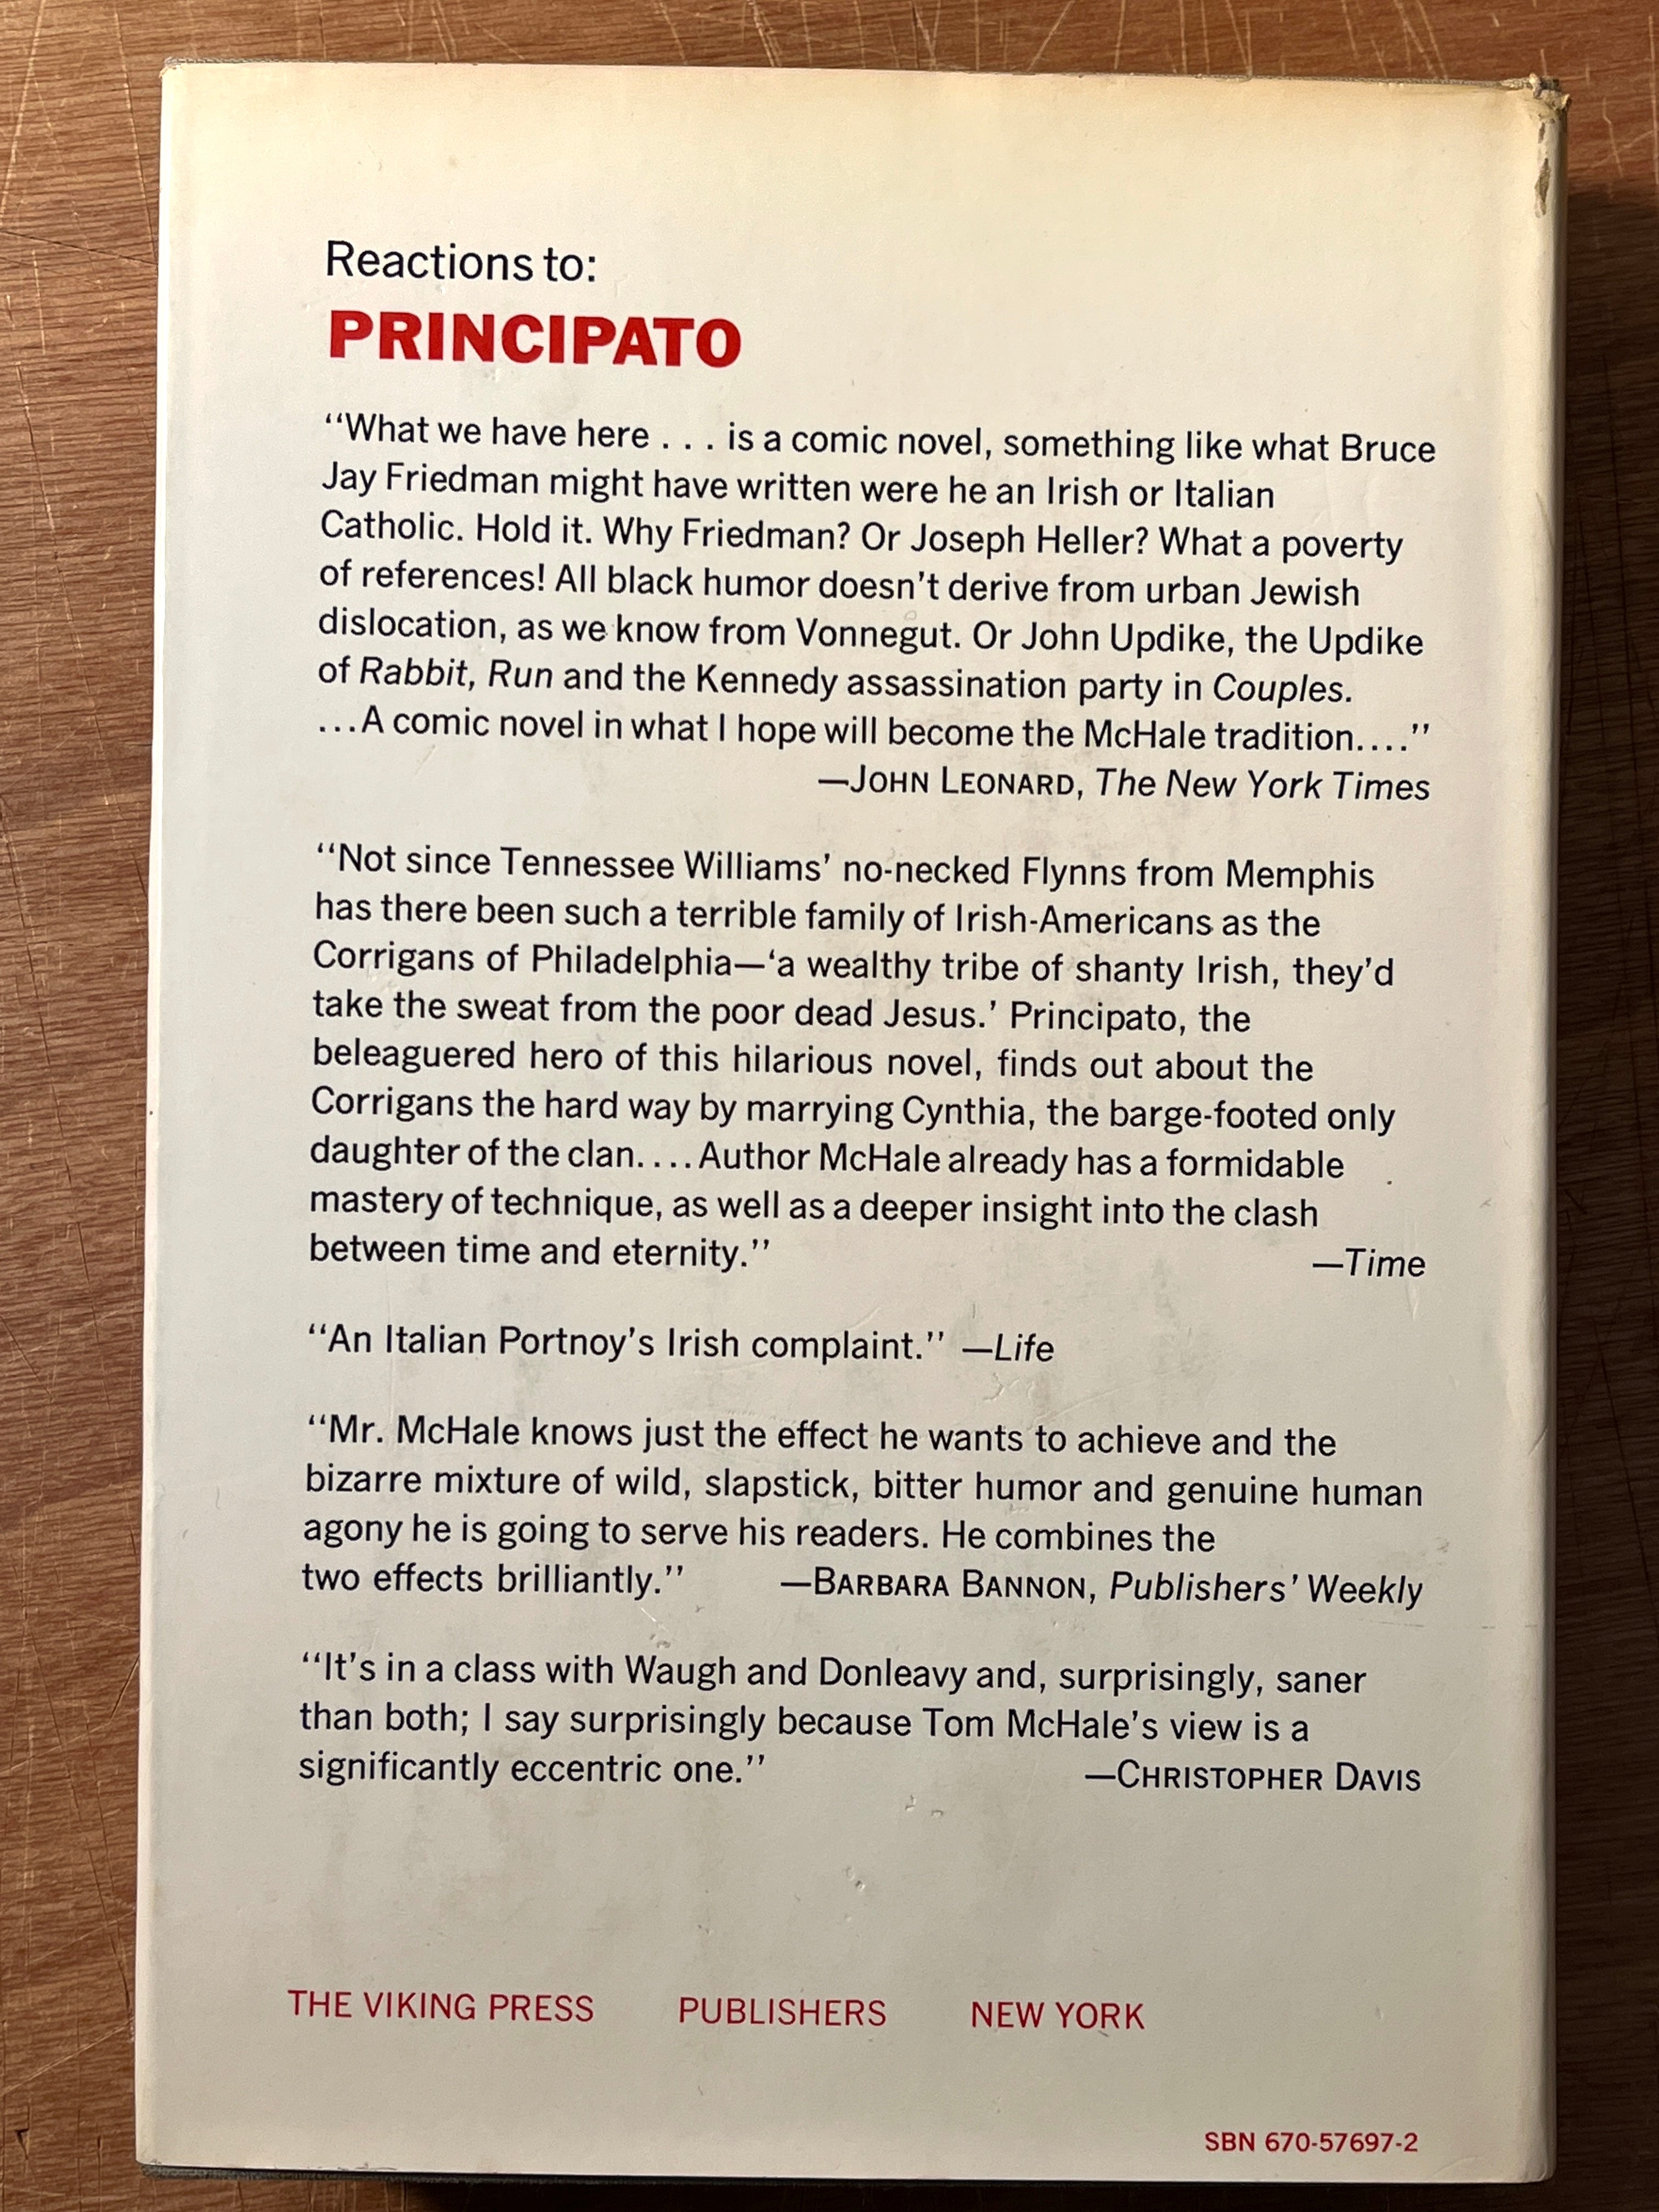 Reactions to:
PRINCIPATO
“What we have here . . . is a comic novel, something like what Bruce
Jay Friedman might have written were he an Irish or Italian
Catholic. Hold it. Why Friedman? Or Joseph Heller? What a poverty
of references! All black humor doesn’t derive from urban Jewish
dislocation, as we know from Vonnegut. Or John Updike, the Updike
of Rabbit, Run and the Kennedy assassination party in Couples.
...A comic novel in what I hope will become the McHale tradition....”
—JOHN LEONARD, The New York Times
“Not since Tennessee Williams’ no-necked Flynns from Memphis
has there been such a terrible family of Irish-Americans as the
Corrigans of Philadelphia—‘a wealthy tribe of shanty Irish, they’d
take the sweat from the poor dead Jesus.’ Principato, the
beleaguered hero of this hilarious novel, finds out about the
Corrigans the hard way by marrying Cynthia, the barge-footed only
daughter of the clan....Author McHale already has a formidable
mastery of technique, as well as a deeper insight into the clash
between time and eternity.” —Time
“An Italian Portnoy’s Irish complaint.” —Life
“Mr. McHale knows just the effect he wants to achieve and the
bizarre mixture of wild, slapstick, bitter humor and genuine human
agony he is going to serve his readers. He combines the
two effects brilliantly.” —BARBARA BANNON, Publishers’ Weekly
“It’s in a class with Waugh and Donleavy and, surprisingly, saner
than both; I say surprisingly because Tom McHale’s view is a
significantly eccentric one.” —CHRISTOPHER DAVIS
THE VIKING PRESS PUBLISHERS NEW YORK
SBN 670-57697-2